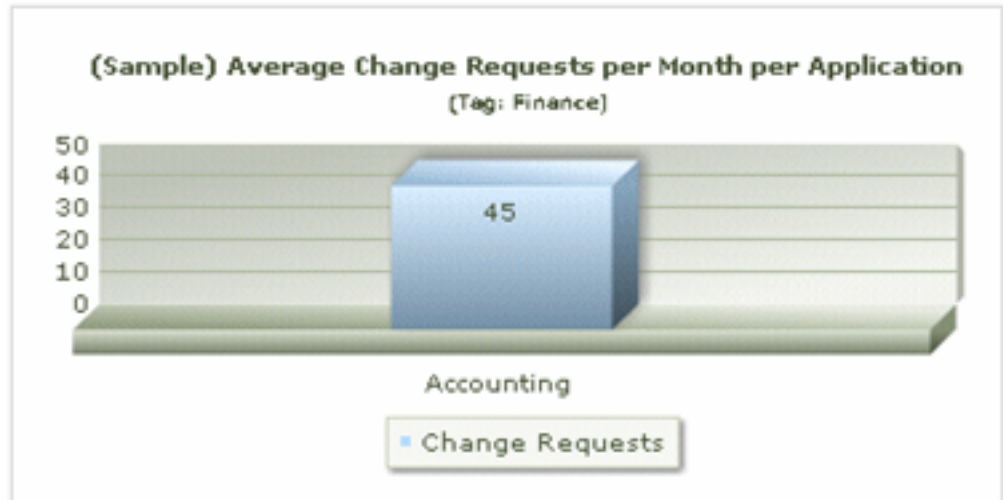 (Sample) Average Change Requests per Month per Application
(Tag: Finance)
50
40
30
20
10
0
45
Accounting
Change Requests